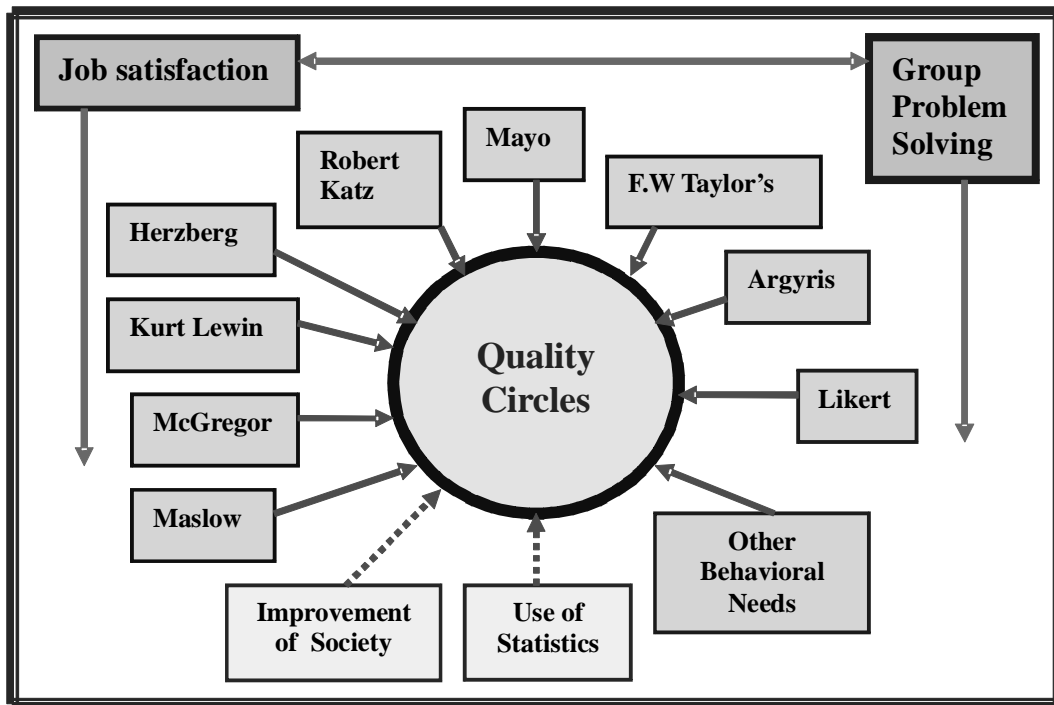 Job satisfaction
Group
Problem
Solving
Mayo
Robert
Katz
F.W Taylor’s
Herzberg
Argyris
Kurt Lewin
Quality
Circles
McGregor
Likert
Maslow
Other
Behavioral
Needs
Improvement
of Society
Use of
Statistics